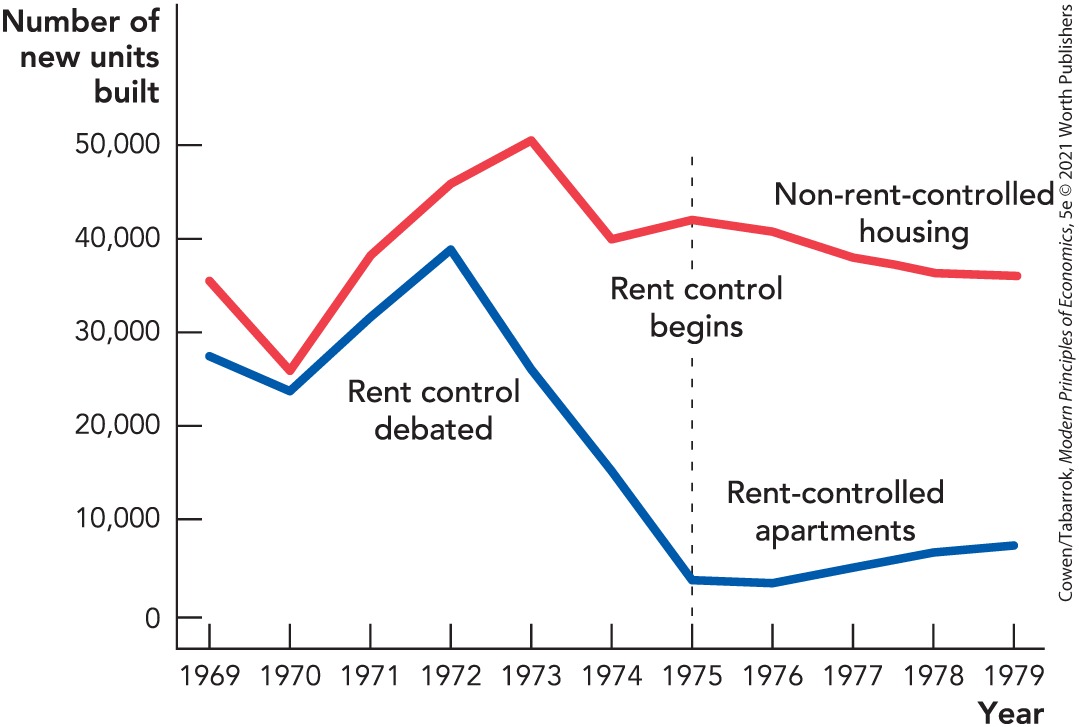 Number of
new units
built
50,000
40,000
30,000
20,000
10,000
0
Non-rent-controlled
housing
Rent control
begins
Rent control
debated
Rent-controlled
apartments
1969 1970 1971 1972 1973 1974 1975 1976 1977 1978 1979
Year
Cowen/Tabarrok, Modern Principles of Economics, 5e © 2021 Worth Publishers